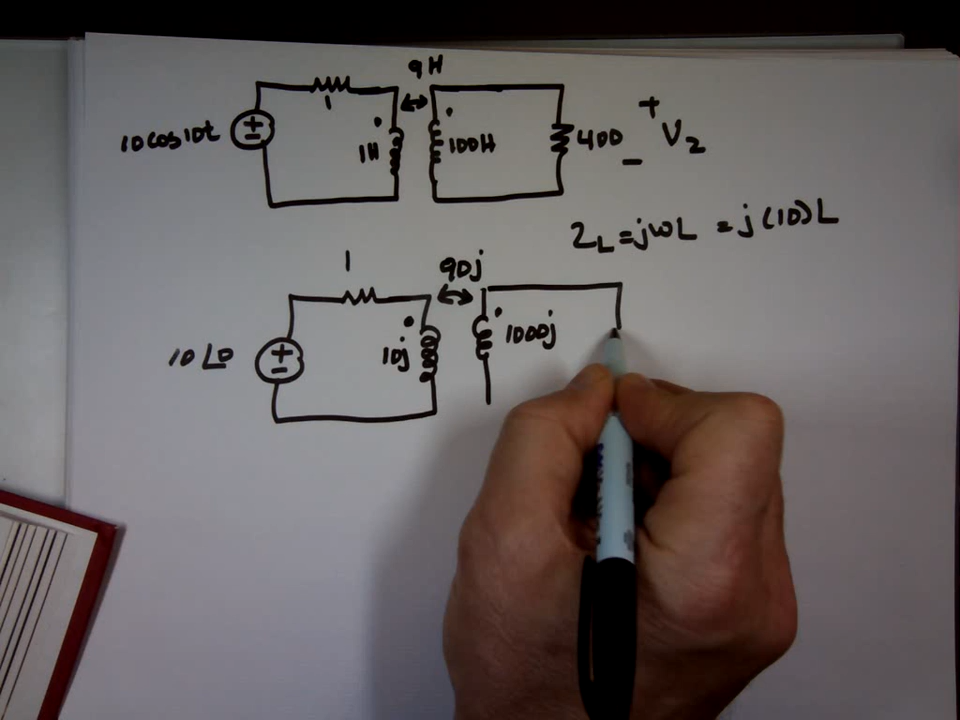 9H
10cos10t
1
1H
100H
400
+
V2
-
ZL = jωL = j(10)L
1
90j
10∠0
10j
1000j